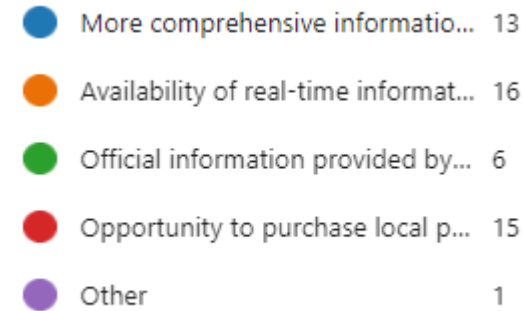 More comprehensive informatio... 13
Availability of real-time informat... 16
Official information provided by... 6
Opportunity to purchase local p... 15
Other 1